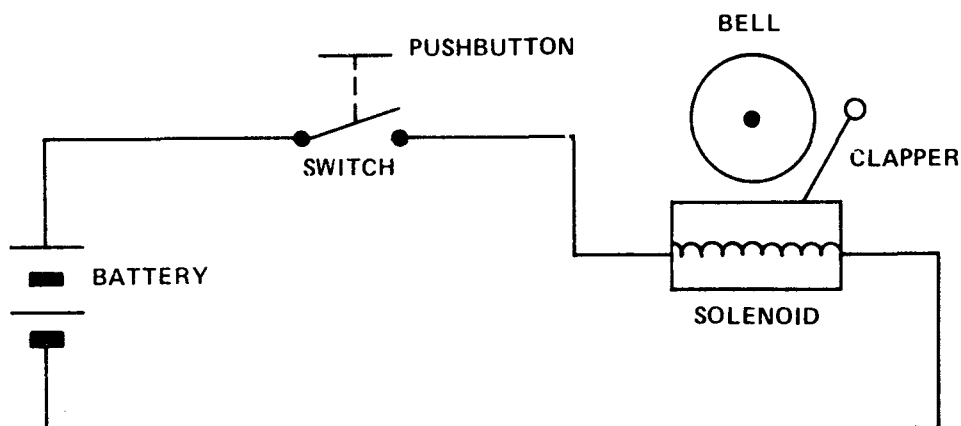 BELL
PUSHBUTTON
CLAPPER
SWITCH
BATTERY
SOLENOID